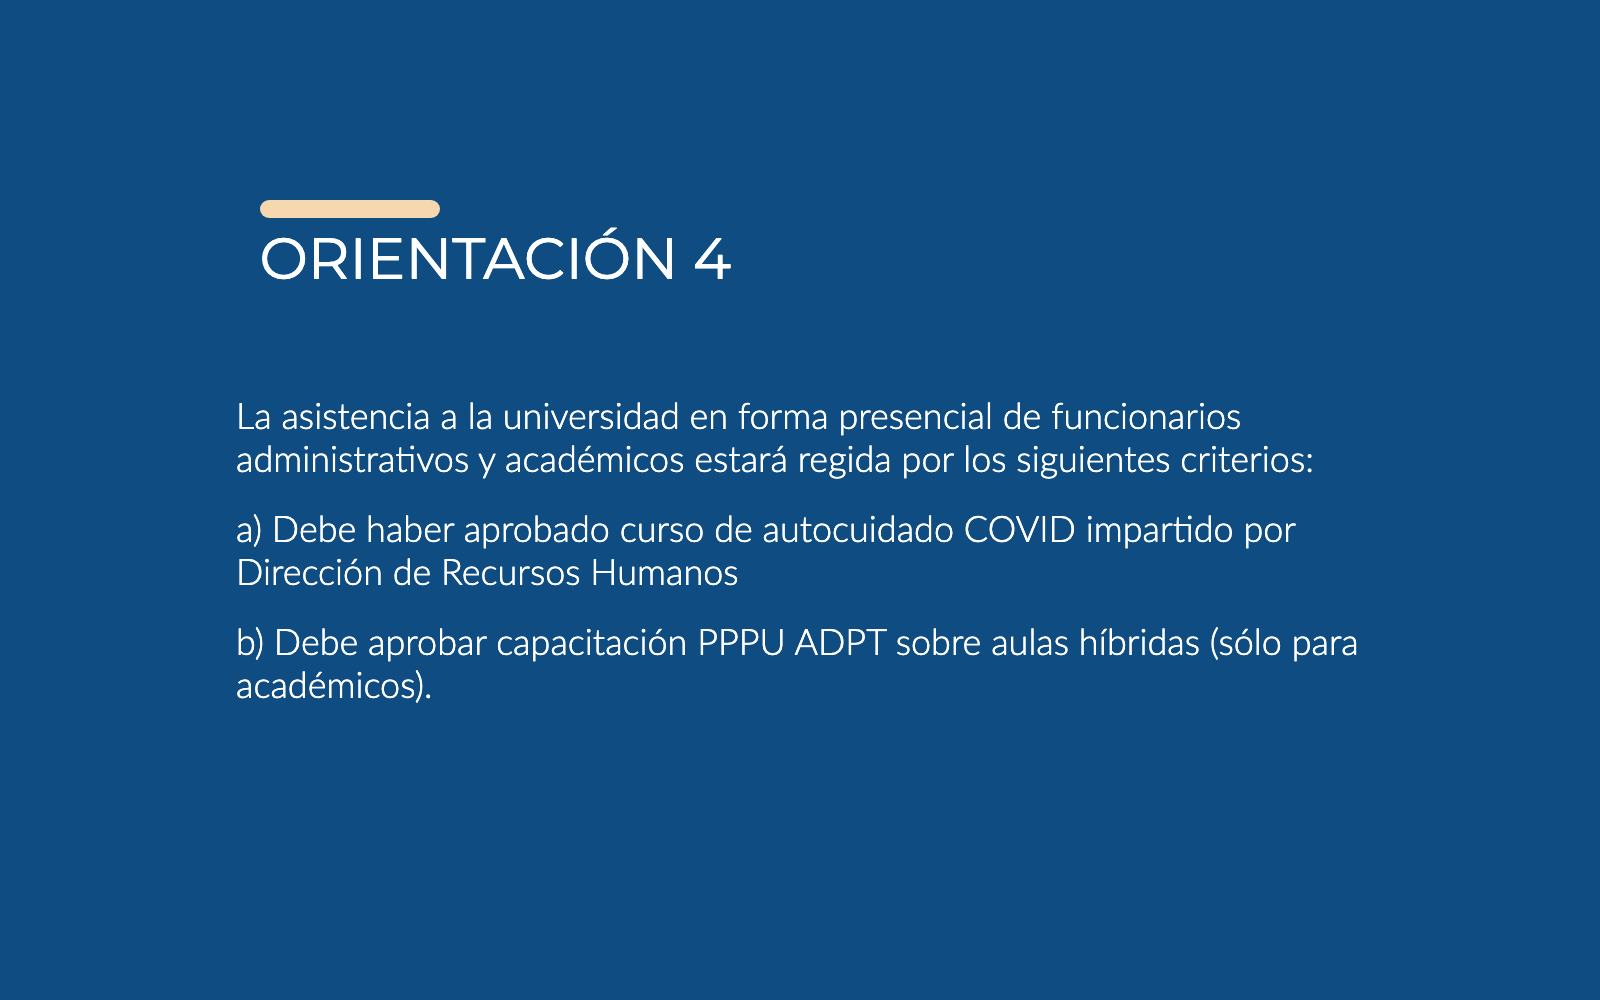 ORIENTACIÓN 4
La asistencia a la universidad en forma presencial de funcionarios
administrativos y académicos estará regida por los siguientes criterios:
a) Debe haber aprobado curso de autocuidado COVID impartido por
Dirección de Recursos Humanos
b) Debe aprobar capacitación PPPU ADPT sobre aulas híbridas (sólo para
académicos).